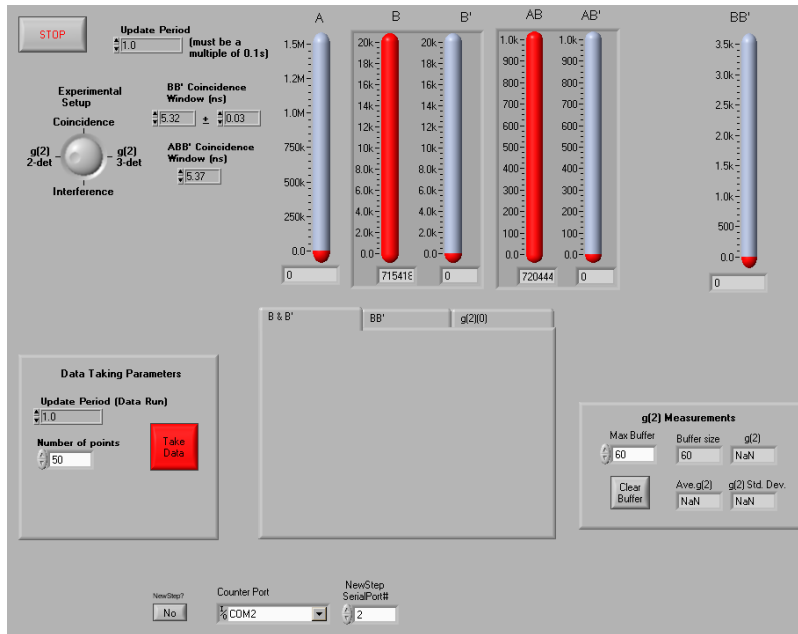 STOP
Update Period
1.0
(must be a
multiple of 0.1s)
Experimental
Setup
Coincidence
g(2)
2-det
g(2)
3-det
Interference
BB' Coincidence
Window (ns)
5.32 ± 0.03
ABB' Coincidence
Window (ns)
5.37
A
1.5M
1.2M
1.0M
750k
500k
250k
0.0
0
B
20k
18k
16k
14k
12k
10k
8.0k
6.0k
4.0k
2.0k
0.0
715418
B'
20k
18k
16k
14k
12k
10k
8.0k
6.0k
4.0k
2.0k
0.0
0
AB
1.0k
900
800
700
600
500
400
300
200
100
0.0
720444
AB'
1.0k
900
800
700
600
500
400
300
200
100
0.0
0
BB'
3.5k
3.0k
2.5k
2.0k
1.5k
1.0k
500
0.0
0
B & B' BB' g(2)(0)
Data Taking Parameters
Update Period (Data Run)
1.0
Number of points
50
Take
Data
g(2) Measurements
Max Buffer Buffer size g(2)
60 60 NaN
Clear
Buffer
Ave.g(2) g(2) Std. Dev.
NaN NaN
NewStep?
No
Counter Port
COM2
NewStep
SerialPort#
2